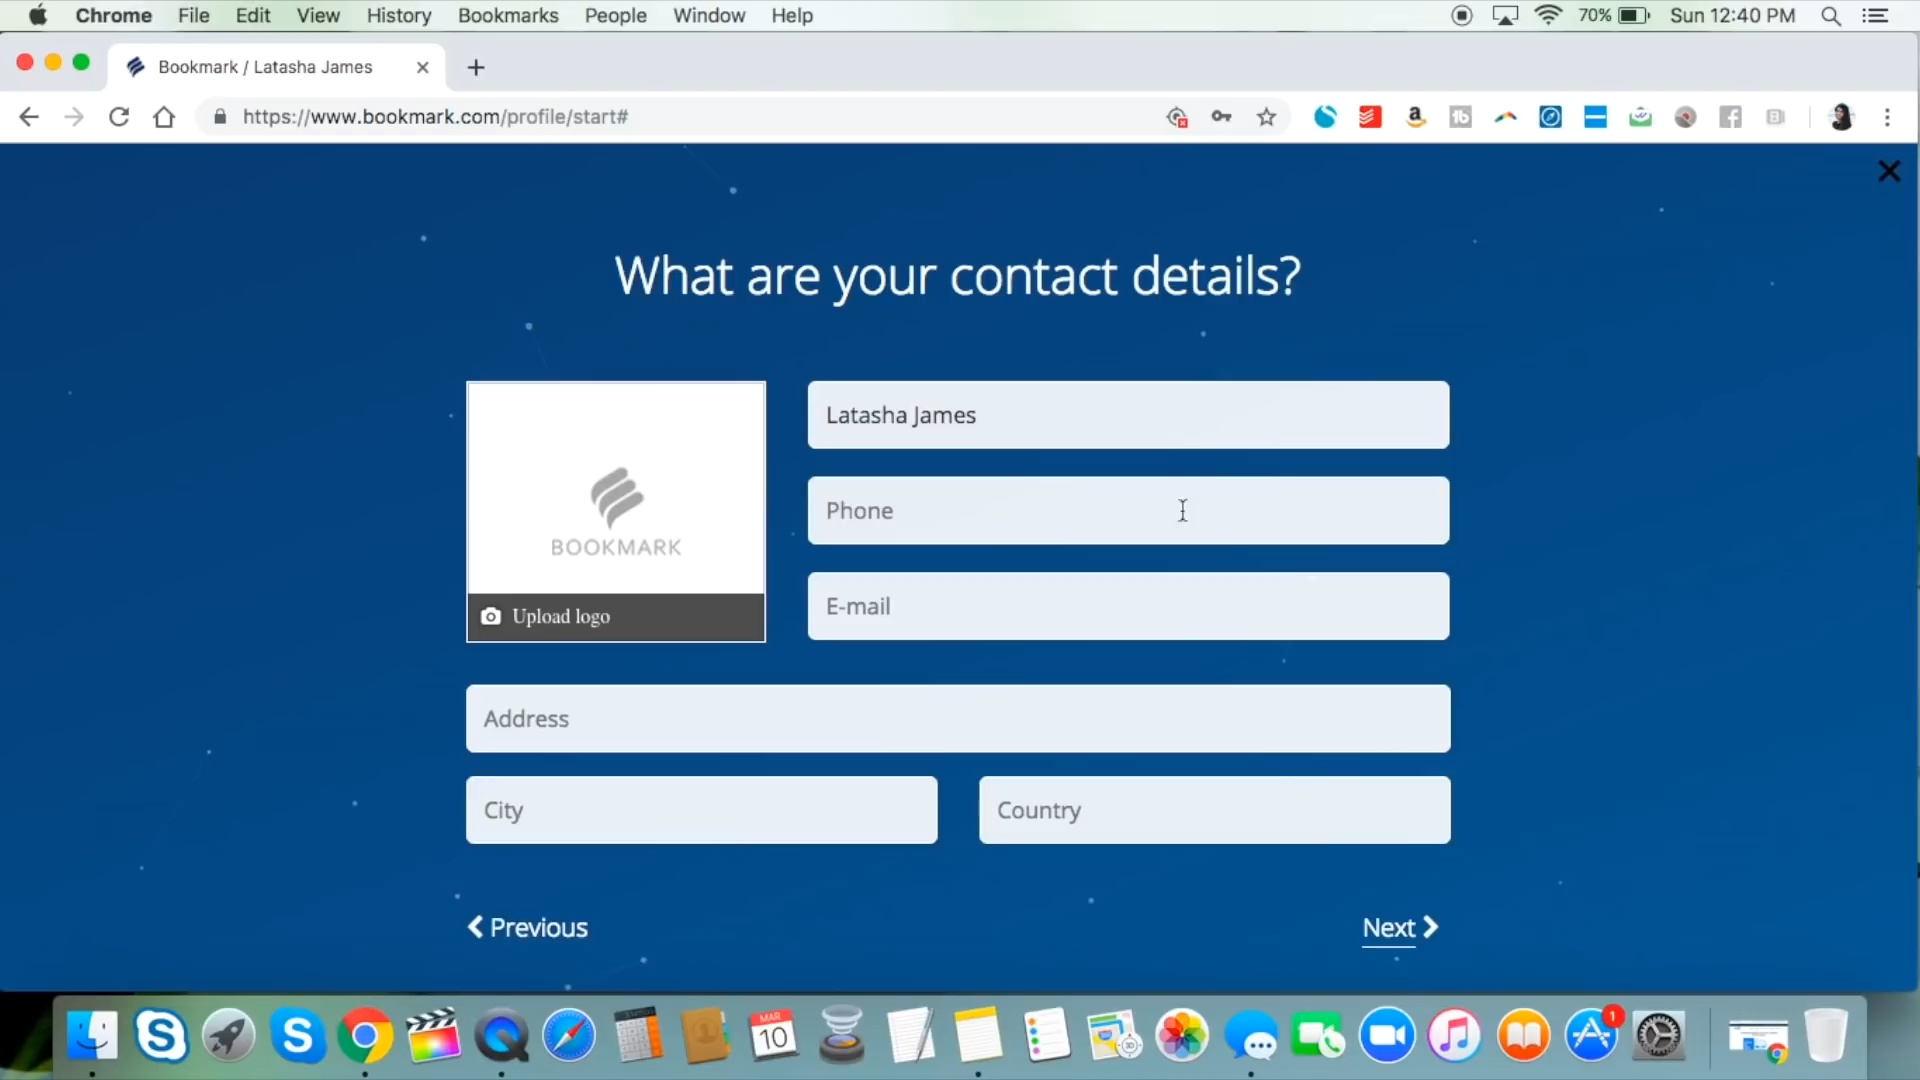 Chrome File Edit View History Bookmarks People Window Help 70% Sun 12:40 PM
Bookmark / Latasha James
https://www.bookmark.com/profile/start#
What are your contact details?
Latasha James
Phone
BOOKMARK
E-mail
Upload logo
Address
City Country
Previous Next
MAR
10
1